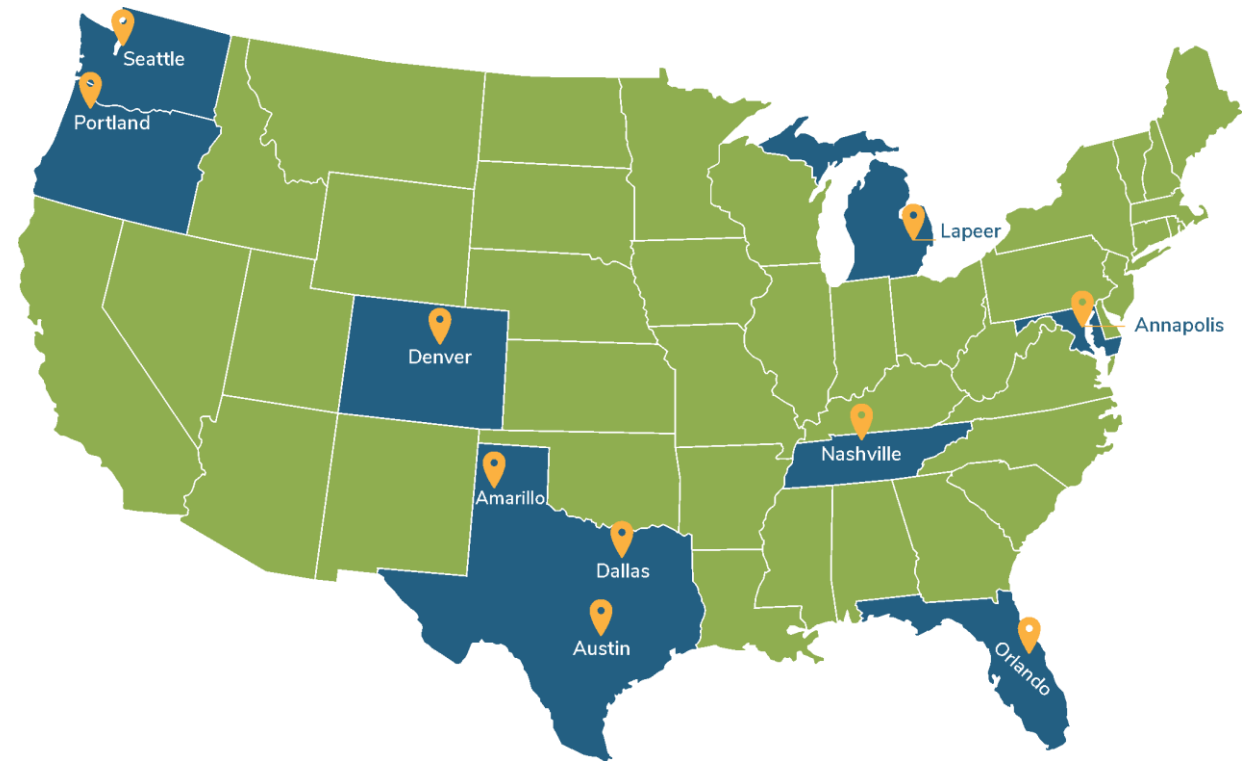 Seattle
Portland
Lapeer
Annapolis
Denver
Nashville
Amarillo
Dallas
Austin
Orlando